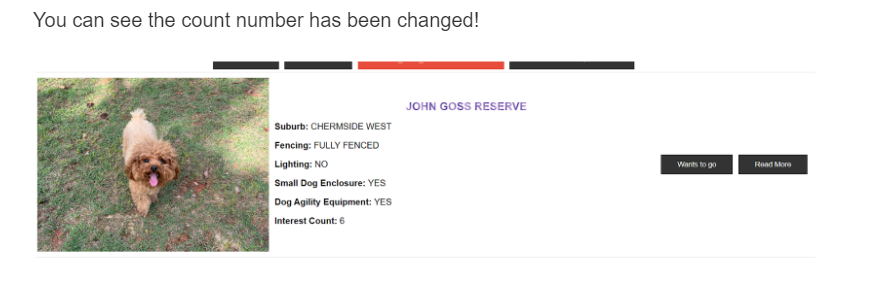 You can see the count number has been changed!
JOHN GOSS RESERVE
Suburb: CHERMSIDE WEST
Fencing: FULLY FENCED
Lighting: NO
Small Dog Enclosure: YES
Dog Agility Equipment: YES
Interest Count: 6
Wants to go
Read More